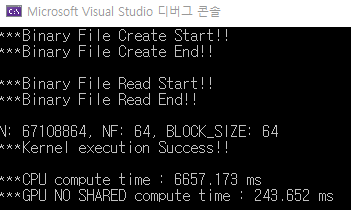 Microsoft Visual Studio 디버그 콘솔
***Binary File Create Start!!
***Binary File Create End!!
***Binary File Read Start!!
***Binary File Read End!!
N: 67108864, NF: 64, BLOCK_SIZE: 64
***Kernel execution Success!!
***CPU compute time : 6657.173 ms
***GPU NO SHARED compute time : 243.652 ms